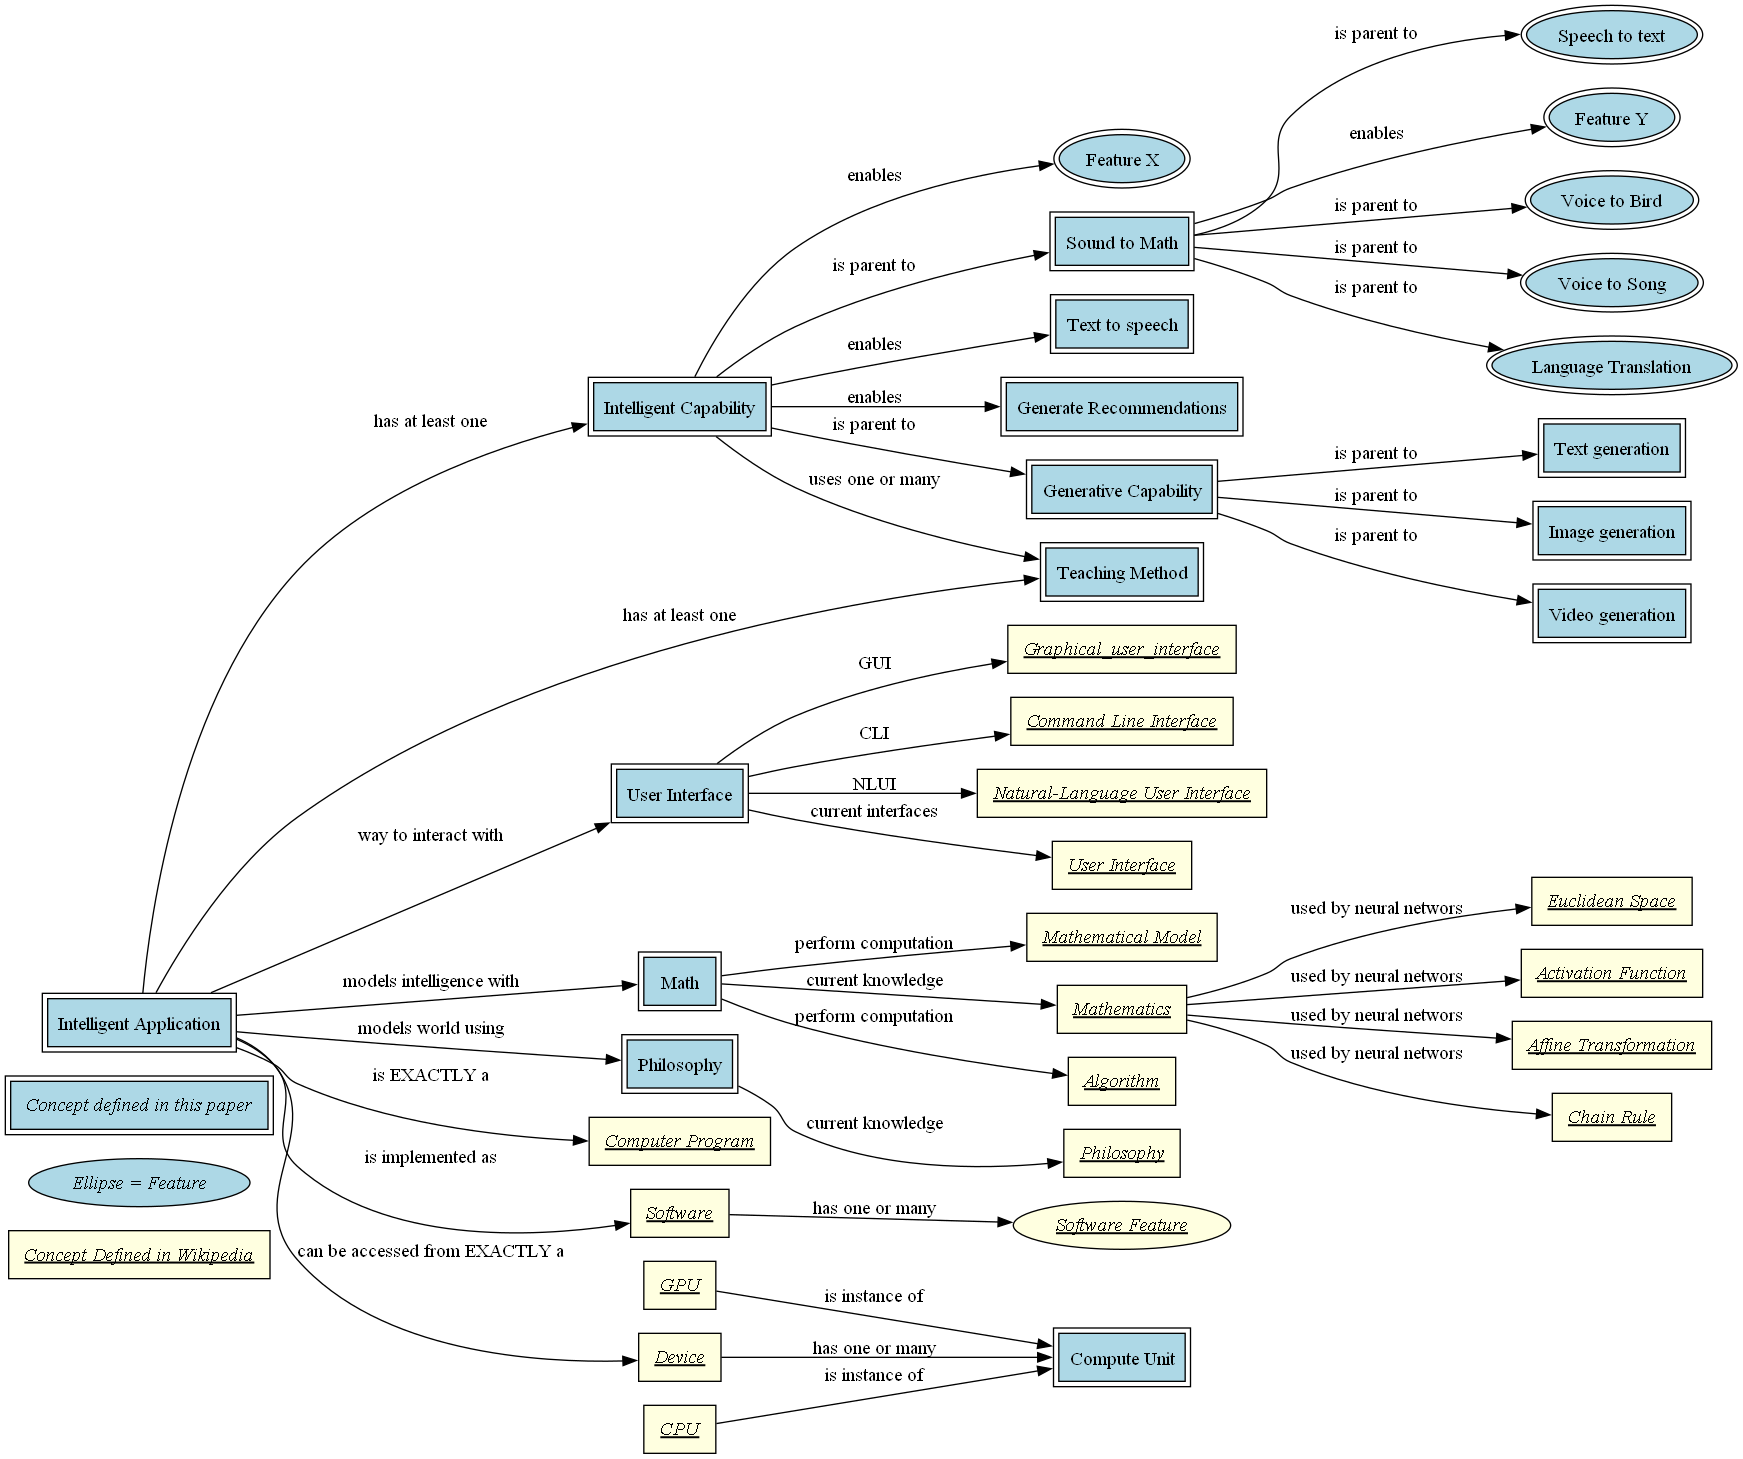 is parent to
Speech to text
enables
Feature Y
Feature X
enables
is parent to
Voice to Bird
Sound to Math
is parent to
is parent to
Voice to Song
is parent to
Text to speech
enables
Language Translation
has at least one
Intelligent Capability
enables
Generate Recommendations
is parent to
Text generation
is parent to
uses one or many
Generative Capability
is parent to
Image generation
is parent to
Teaching Method
has at least one
Video generation
GUI
Graphical_user_interface
CLI
Command Line Interface
way to interact with
User Interface
NLUI
Natural-Language User Interface
current interfaces
User Interface
used by neural networs
Euclidean Space
perform computation
Mathematical Model
models intelligence with
Math
current knowledge
used by neural networs
Activation Function
Mathematics
Intelligent Application
models world using
perform computation
used by neural networs
Affine Transformation
is EXACTLY a
Philosophy
Algorithm
used by neural networs
Chain Rule
Concept defined in this paper
current knowledge
Computer Program
Philosophy
is implemented as
Ellipse = Feature
Software
has one or many
Software Feature
can be accessed from EXACTLY a
Concept Defined in Wikipedia
GPU
is instance of
Device
has one or many
Compute Unit
is instance of
CPU